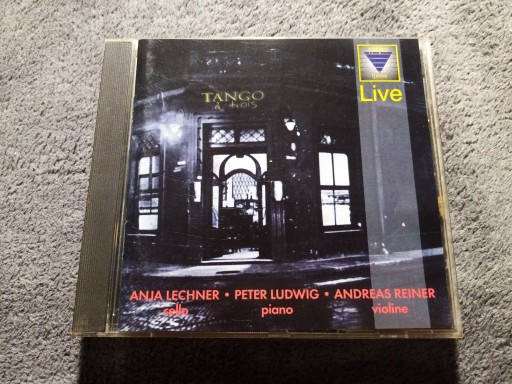 Live
TANGO
à trois
ANJA LECHNER • PETER LUDWIG • ANDREAS REINER
cello piano violine